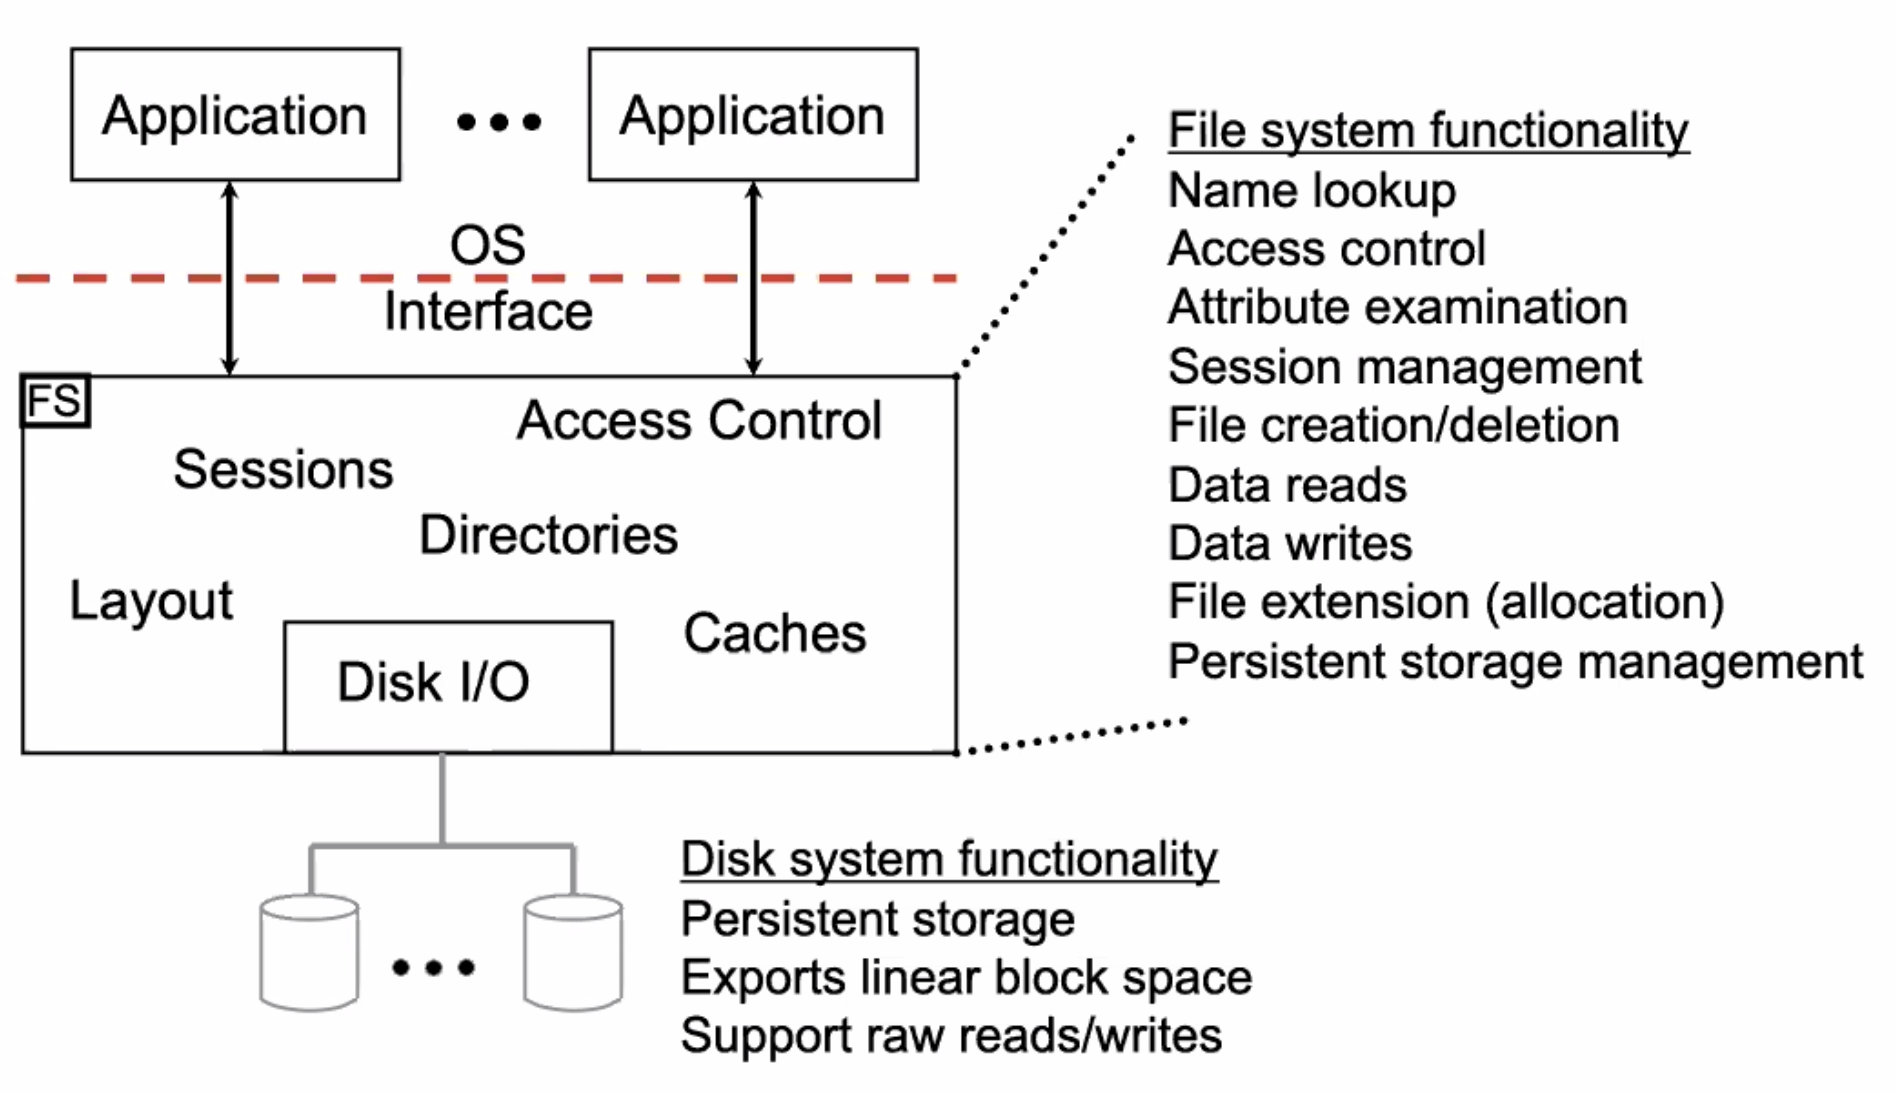 Application
Application
OS
Interface
FS
Access Control
Sessions
Directories
Layout
Caches
Disk I/O
File system functionality
Name lookup
Access control
Attribute examination
Session management
File creation/deletion
Data reads
Data writes
File extension (allocation)
Persistent storage management
Disk system functionality
Persistent storage
Exports linear block space
Support raw reads/writes